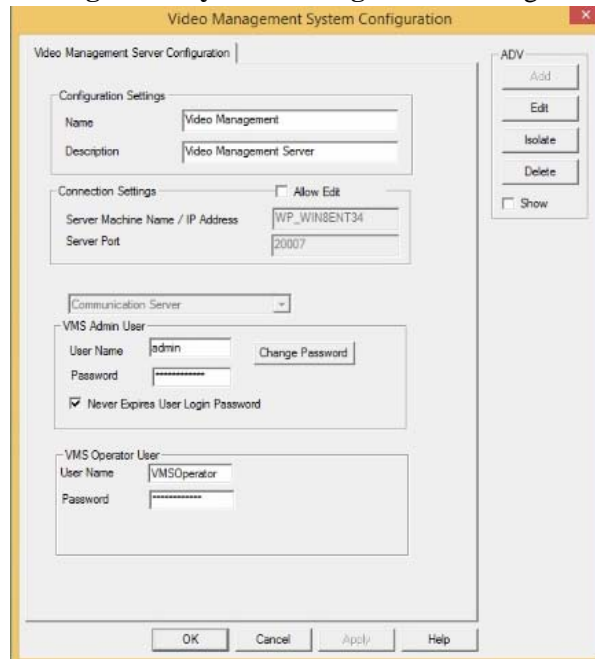 Video Management System Configuration
x
Video Management Server Configuration
ADV
Add
Edit
Isolate
Delete
Show
Configuration Settings
Name Video Management
Description Video Management Server
Connection Settings Allow Edit
Server Machine Name / IP Address WP_WIN8ENT34
Server Port 20007
Communication Server
VMS Admin User
User Name admin Change Password
Password ************
Never Expires User Login Password
VMS Operator User
User Name VMSOperator
Password ************
OK Cancel Apply Help